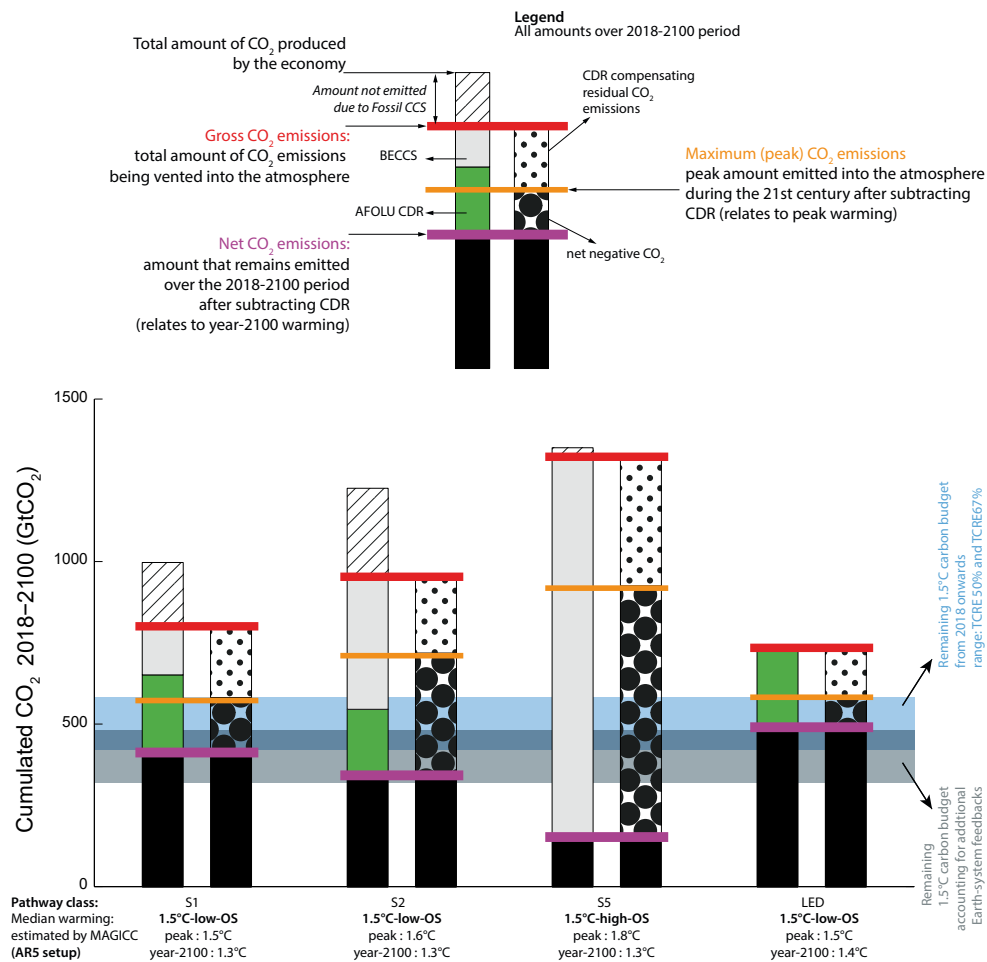 Legend
All amounts over 2018-2100 period
Total amount of CO₂ produced
by the economy
Amount not emitted
due to Fossil CCS
CDR compensating
residual CO₂
emissions
Gross CO₂ emissions:
total amount of CO₂ emissions
being vented into the atmosphere
BECCS
AFOLU CDR
Maximum (peak) CO₂ emissions
peak amount emitted into the atmosphere
during the 21st century after subtracting
CDR (relates to peak warming)
Net CO₂ emissions:
amount that remains emitted
over the 2018-2100 period
after subtracting CDR
(relates to year-2100 warming)
net negative CO₂
Cumulated CO₂ 2018−2100 (GtCO₂)
1500
1000
500
0
Remaining 1.5°C carbon budget
from 2018 onwards
range: TCRE 50% and TCRE67%
Remaining
1.5°C carbon budget
accounting for addtional
Earth-system feedbacks
Pathway class: S1 S2 S5 LED
Median warming: 1.5°C-low-OS 1.5°C-low-OS 1.5°C-high-OS 1.5°C-low-OS
estimated by MAGICC peak : 1.5°C peak : 1.6°C peak : 1.8°C peak : 1.5°C
(AR5 setup) year-2100 : 1.3°C year-2100 : 1.3°C year-2100 : 1.3°C year-2100 : 1.4°C